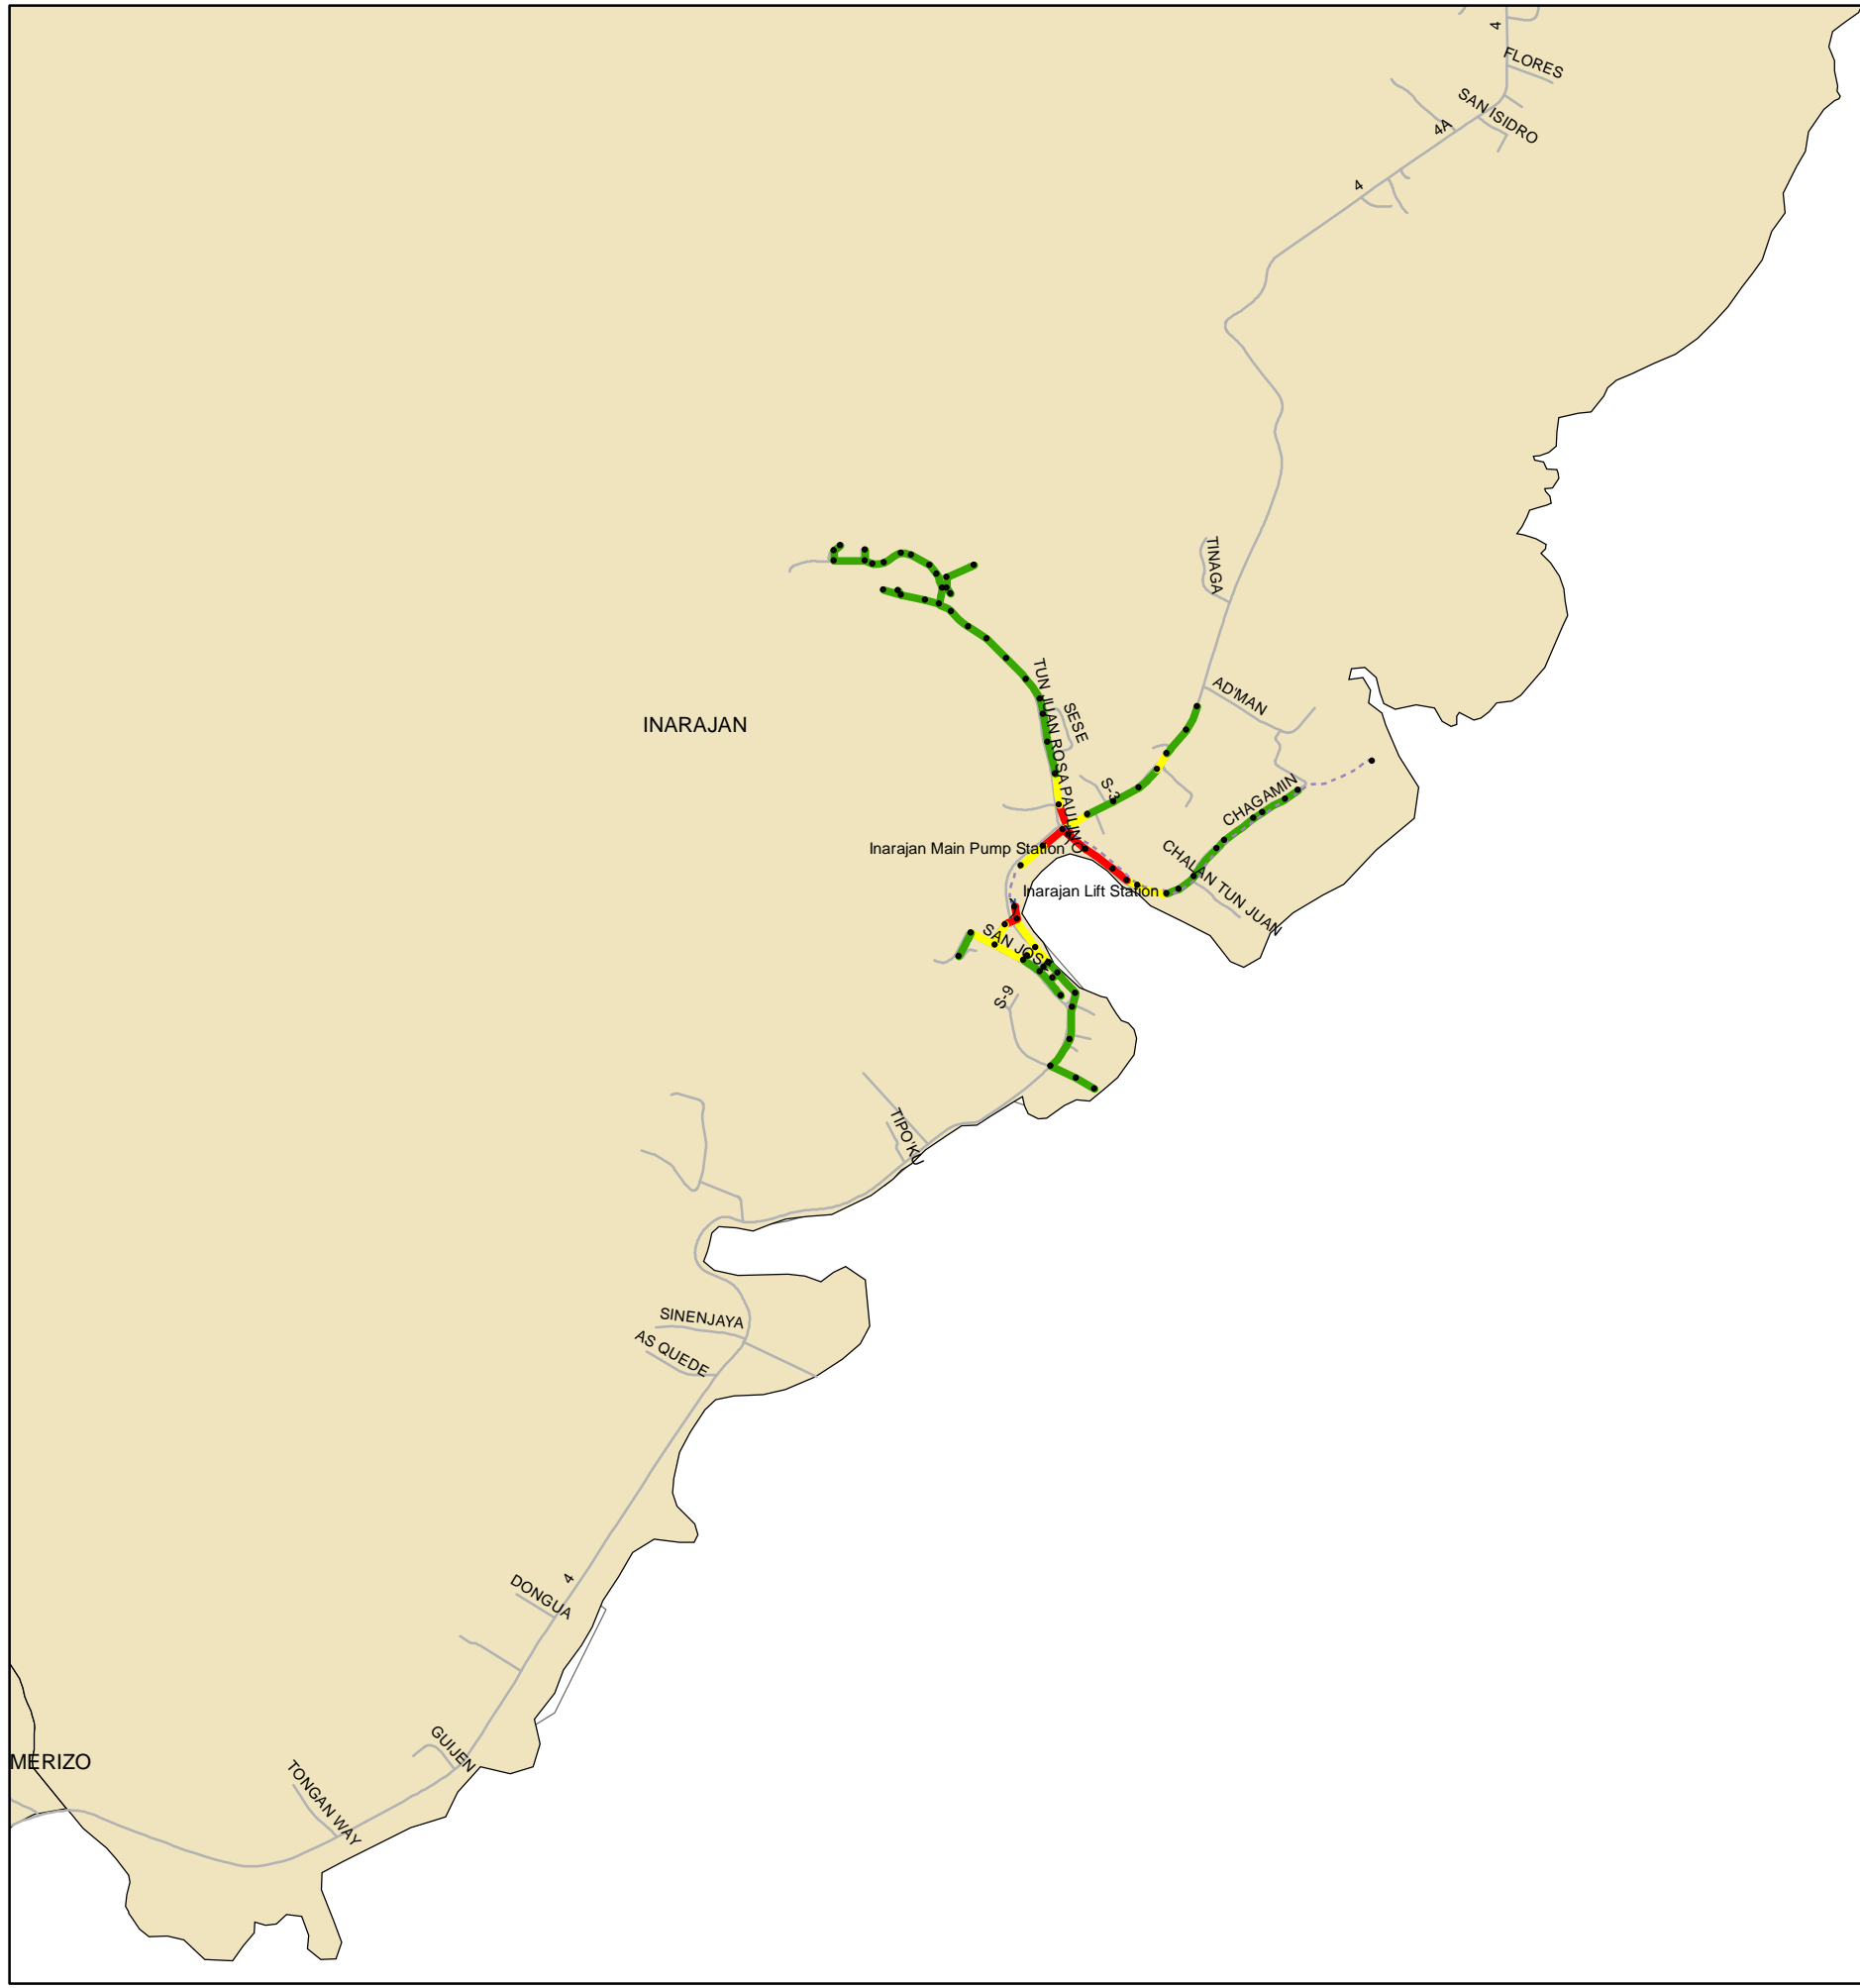 4
FLORES
SAN ISIDRO
4A
4
TINAGA
TUN JUAN ROSA PAULINO
SESE
AD'MAN
INARAJAN
S-3
CHAGAMIN
Inarajan Main Pump Station
CHALAN TUN JUAN
Inarajan Lift Station
SAN JOSE
S-9
TIPO'KU
SINENJAYA
AS QUEDE
4
DONGUA
GUIJEN
MERIZO
TONGAN WAY